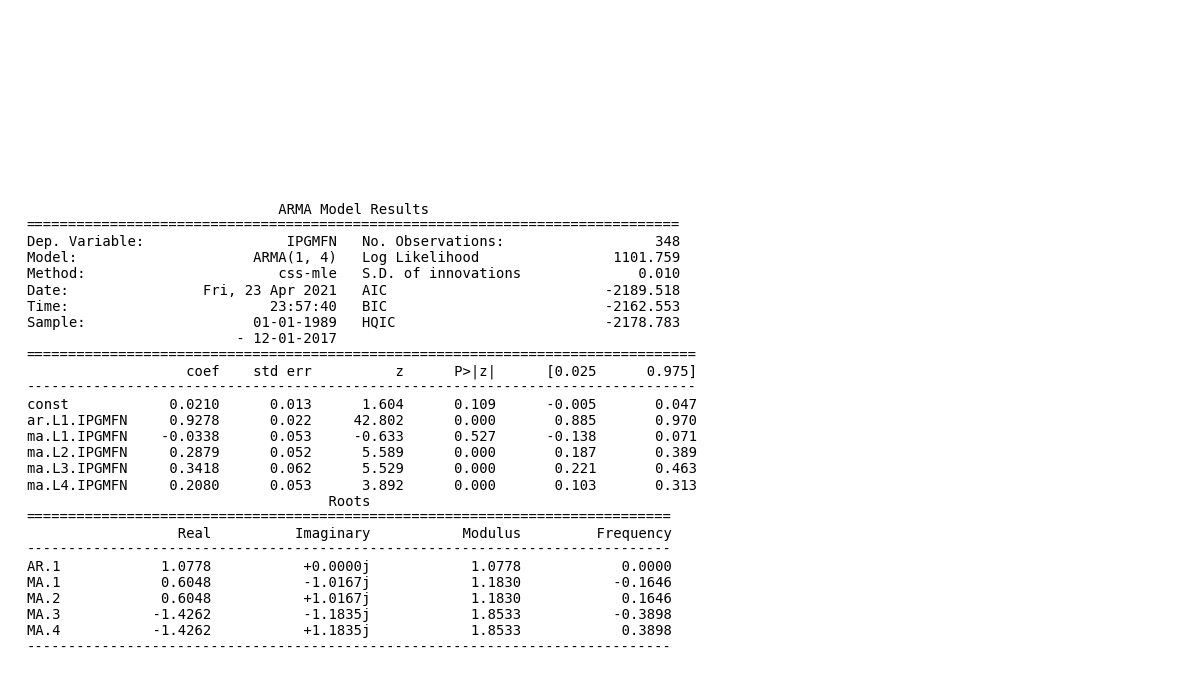 ARMA Model Results
==============================================================================
Dep. Variable:                 IPGMFN   No. Observations:                  348
Model:                     ARMA(1, 4)   Log Likelihood                1101.759
Method:                       css-mle   S.D. of innovations              0.010
Date:                Fri, 23 Apr 2021   AIC                          -2189.518
Time:                        23:57:40   BIC                          -2162.553
Sample:                    01-01-1989   HQIC                         -2178.783
                         - 12-01-2017
================================================================================
                   coef    std err          z      P>|z|      [0.025      0.975]
--------------------------------------------------------------------------------
const            0.0210      0.013      1.604      0.109      -0.005       0.047
ar.L1.IPGMFN     0.9278      0.022     42.802      0.000       0.885       0.970
ma.L1.IPGMFN    -0.0338      0.053     -0.633      0.527      -0.138       0.071
ma.L2.IPGMFN     0.2879      0.052      5.589      0.000       0.187       0.389
ma.L3.IPGMFN     0.3418      0.062      5.529      0.000       0.221       0.463
ma.L4.IPGMFN     0.2080      0.053      3.892      0.000       0.103       0.313
                                    Roots
=============================================================================
                  Real          Imaginary           Modulus         Frequency
-----------------------------------------------------------------------------
AR.1            1.0778           +0.0000j            1.0778            0.0000
MA.1            0.6048           -1.0167j            1.1830           -0.1646
MA.2            0.6048           +1.0167j            1.1830            0.1646
MA.3           -1.4262           -1.1835j            1.8533           -0.3898
MA.4           -1.4262           +1.1835j            1.8533            0.3898
-----------------------------------------------------------------------------